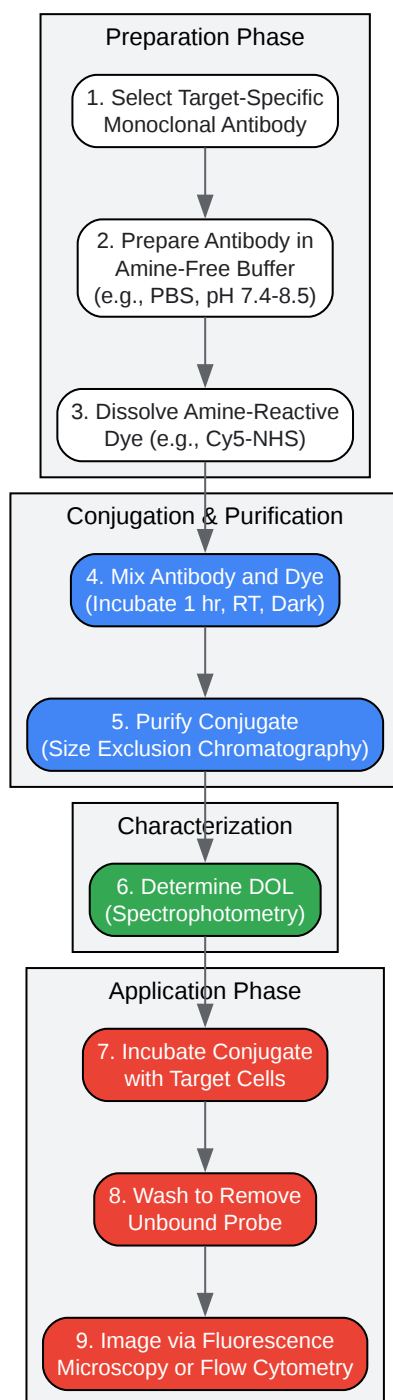 Preparation Phase
1. Select Target-Specific
Monoclonal Antibody
2. Prepare Antibody in
Amine-Free Buffer
(e.g., PBS, pH 7.4-8.5)
3. Dissolve Amine-Reactive
Dye (e.g., Cy5-NHS)
Conjugation & Purification
4. Mix Antibody and Dye
(Incubate 1 hr, RT, Dark)
5. Purify Conjugate
(Size Exclusion Chromatography)
Characterization
6. Determine DOL
(Spectrophotometry)
Application Phase
7. Incubate Conjugate
with Target Cells
8. Wash to Remove
Unbound Probe
9. Image via Fluorescence
Microscopy or Flow Cytometry